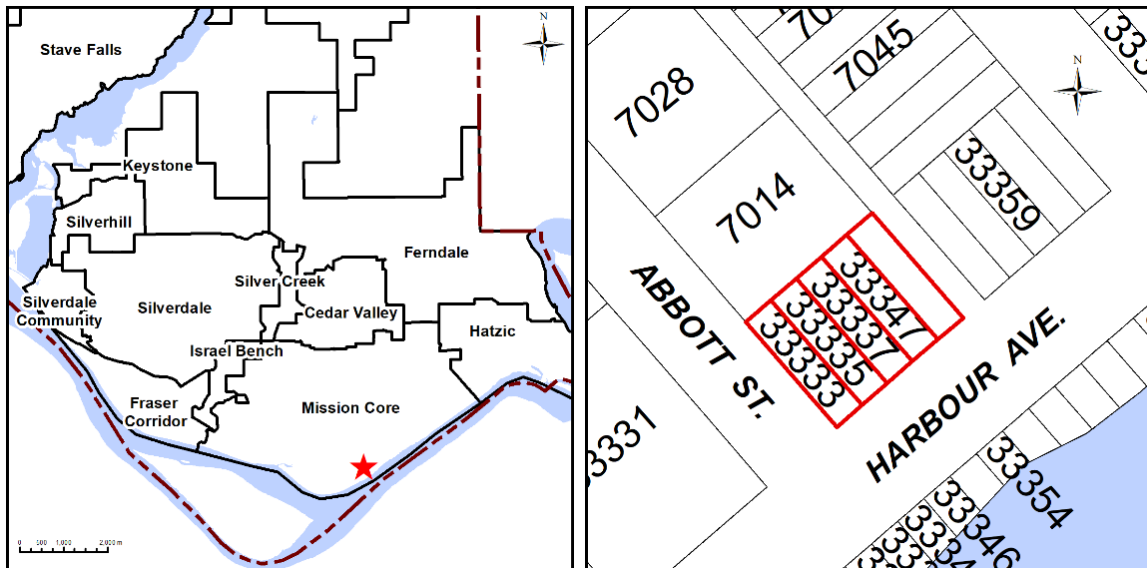 N
Stave Falls
Keystone
Silverhill
Ferndale
Silver Creek
Silverdale
Community
Silverdale
Cedar Valley
Hatzic
Israel Bench
Fraser
Corridor
Mission Core
0 500 1,000 2,000 m
N
7045
7028
33359
7014
33347
33337
33335
33333
ABBOTT ST.
HARBOUR AVE.
33354
33346